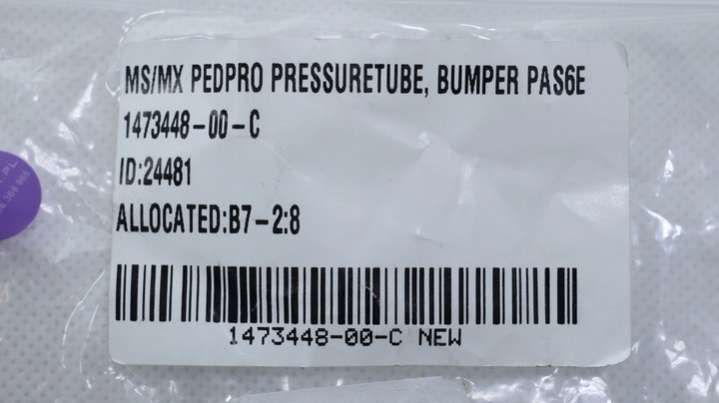 MS/MX PEDPRO PRESSURETUBE, BUMPER PAS6E
1473448-00-C
ID:24481
ALLOCATED:B7-2:8
1473448-00-C NEW